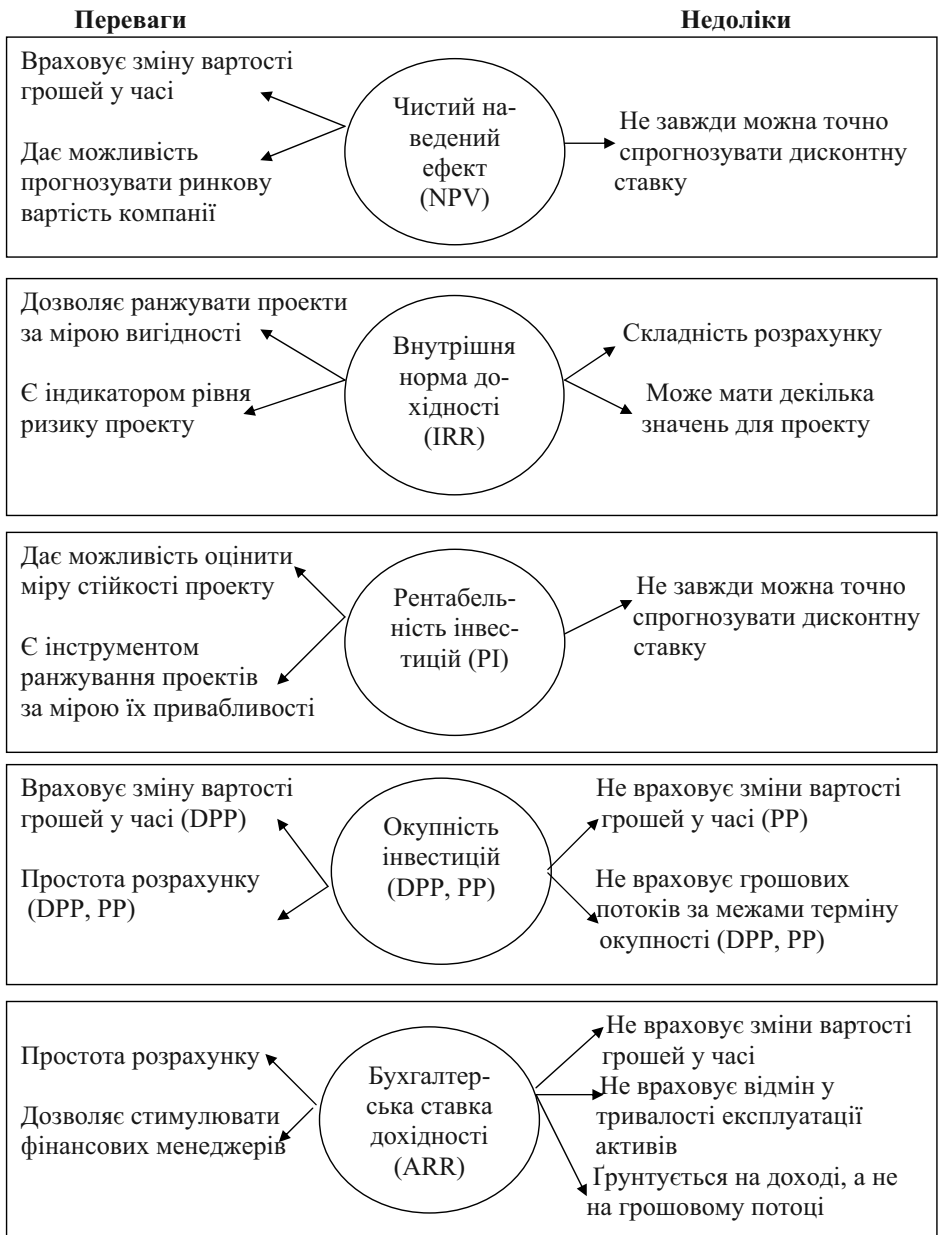 Переваги
Недоліки
Враховує зміну вартості
грошей у часі
Дає можливість
прогнозувати ринкову
вартість компанії
Чистий на-
ведений
ефект
(NPV)
Не завжди можна точно
спрогнозувати дисконтну
ставку
Дозволяє ранжувати проекти
за мірою вигідності
Є індикатором рівня
ризику проекту
Внутрішня
норма до-
хідності
(IRR)
Складність розрахунку
Може мати декілька
значень для проекту
Дає можливість оцінити
міру стійкості проекту
Є інструментом
ранжування проектів
за мірою їх привабливості
Рентабель-
ність інвес-
тицій (PI)
Не завжди можна точно
спрогнозувати дисконтну
ставку
Враховує зміну вартості
грошей у часі (DPP)
Простота розрахунку
(DPP, PP)
Окупність
інвестицій
(DPP, PP)
Не враховує зміни вартості
грошей у часі (PP)
Не враховує грошових
потоків за межами терміну
окупності (DPP, PP)
Простота розрахунку
Дозволяє стимулювати
фінансових менеджерів
Бухгалтер-
ська ставка
дохідності
(ARR)
Не враховує зміни вартості
грошей у часі
Не враховує відмін у
тривалості експлуатації
активів
Ґрунтується на доході, а не
на грошовому потоці